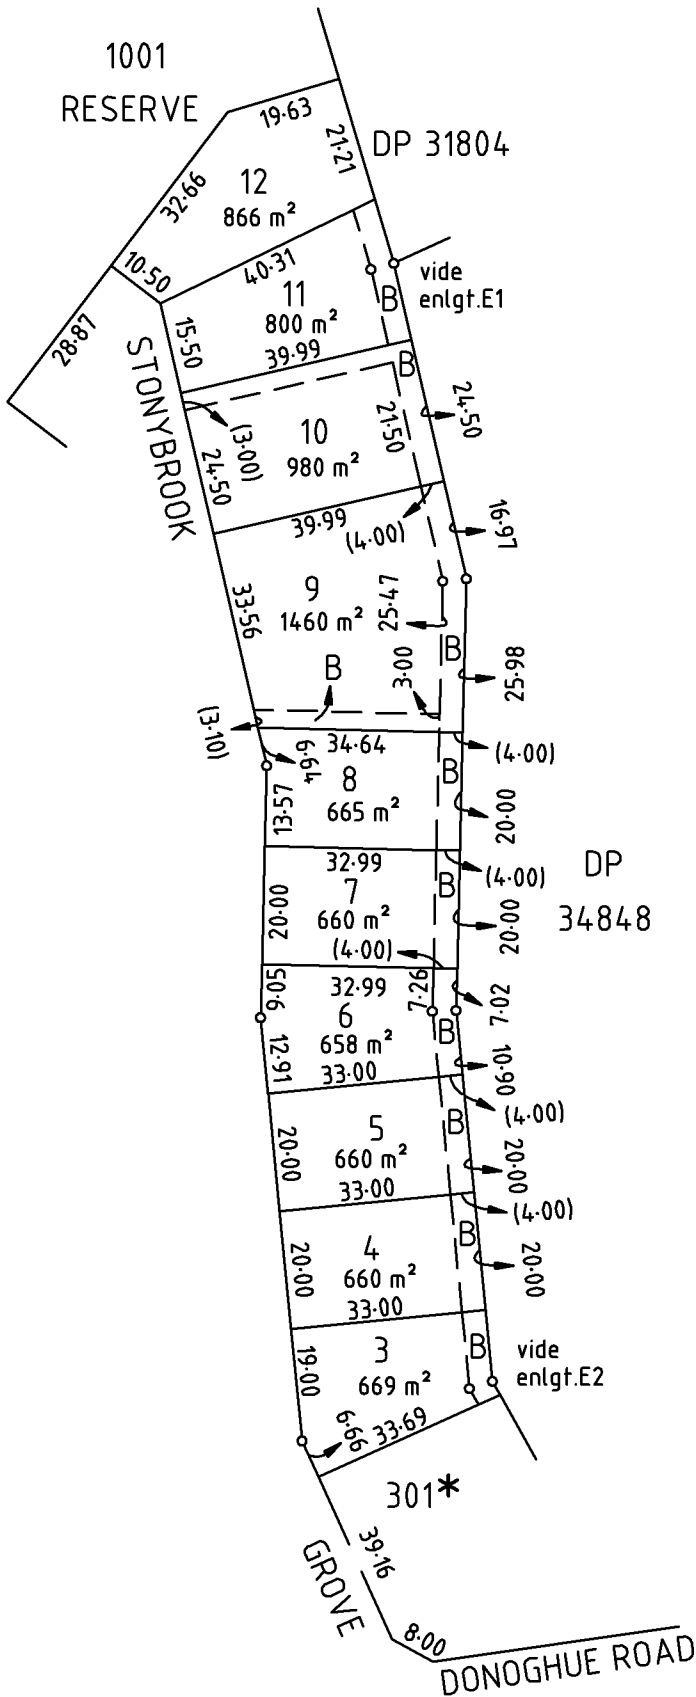 1001
RESERVE
19·63
21·21
DP 31804
32·66
12
866 m²
10·50
40·31
vide
enlgt.E1
28·87
15·50
11
800 m²
B
39·99
B
STONYBROOK
24·50
21·50
(3·00)
10
980 m²
24·50
39·99
(4·00)
16·97
33·56
9
1460 m²
25·47
B
3·00
B
25·98
(3·10)
34·64
(4·00)
6·64
8
665 m²
B
13·57
20·00
32·99
(4·00)
DP
34848
7
660 m²
B
20·00
20·00
(4·00)
32·99
7·26
7·02
9·05
6
658 m²
B
12·91
10·90
33·00
(4·00)
5
660 m²
B
20·00
20·00
33·00
(4·00)
4
660 m²
B
20·00
20·00
33·00
3
669 m²
B
vide
enlgt.E2
19·00
6·66
33·69
301*
39·16
GROVE
8·00
DONOGHUE ROAD